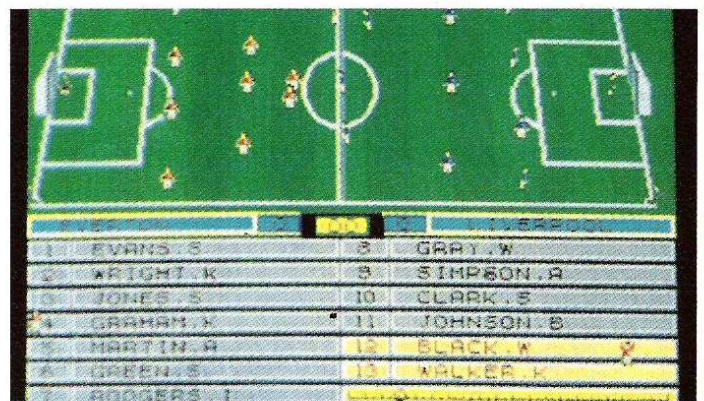 LIVERPOOL
1 EVANS.S 8 GRAY.W
2 WRIGHT.K 9 SIMPSON.A
3 JONES.S 10 CLARK.S
4 GRAHAM.K 11 JOHNSON.B
5 MARTIN.A 12 BLACK.W
6 GREEN.S 13 WALKER.K
7 RODGERS.I